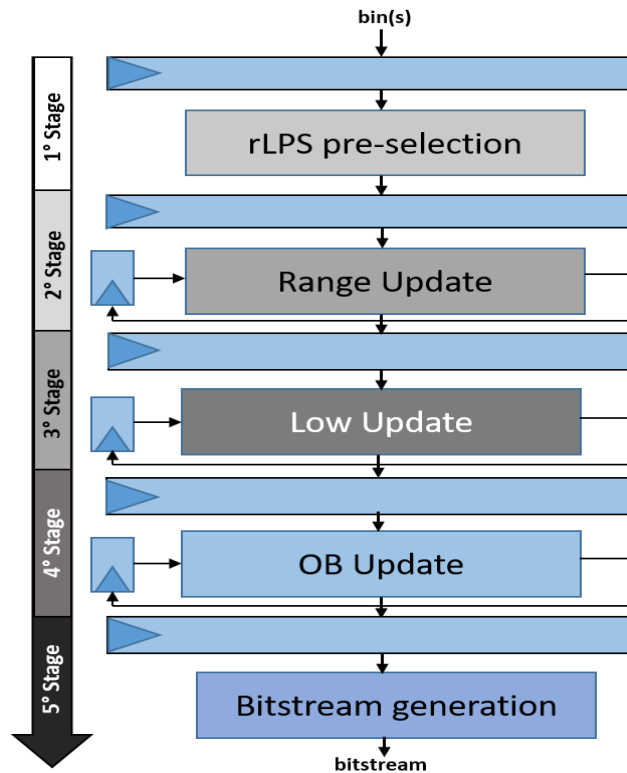 bin(s)
1° Stage
rLPS pre-selection
2° Stage
Range Update
3° Stage
Low Update
4° Stage
OB Update
5° Stage
Bitstream generation
bitstream